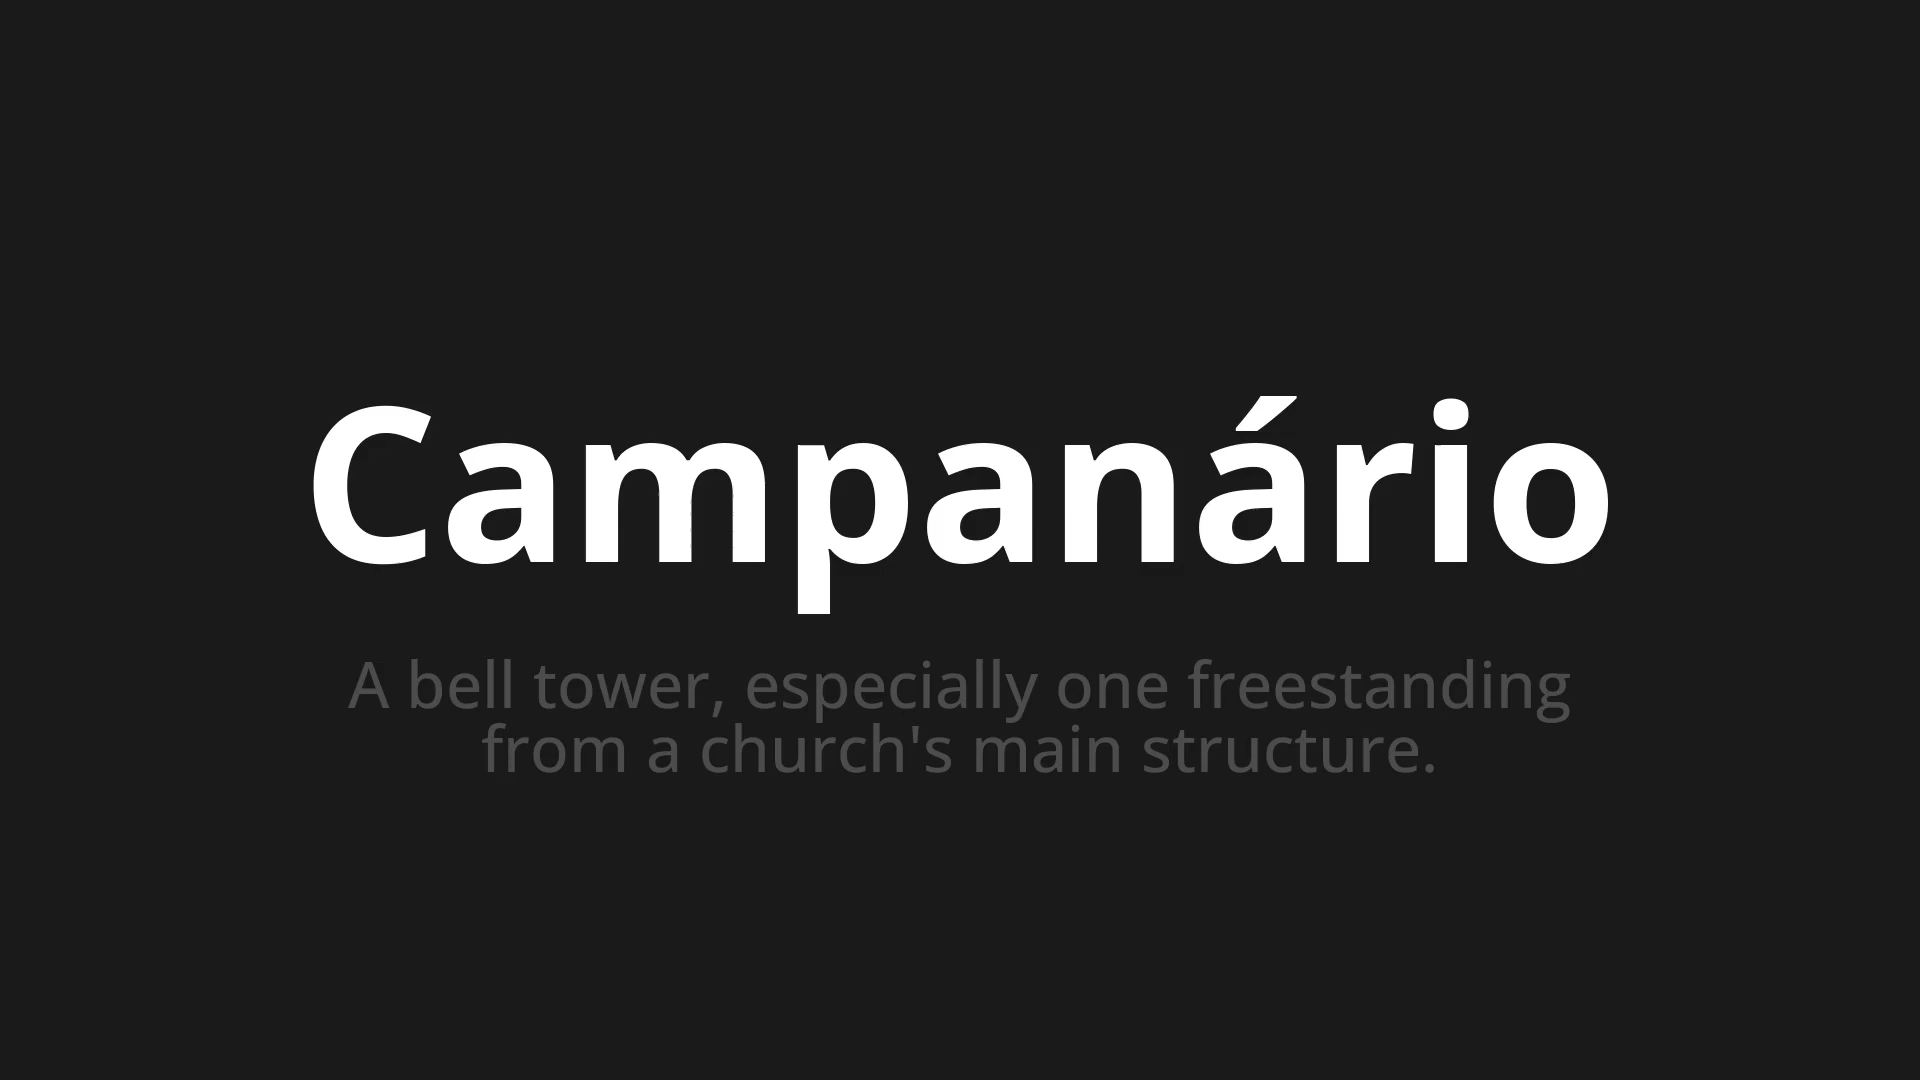 Campanário
A bell tower, especially one freestanding
from a church's main structure.